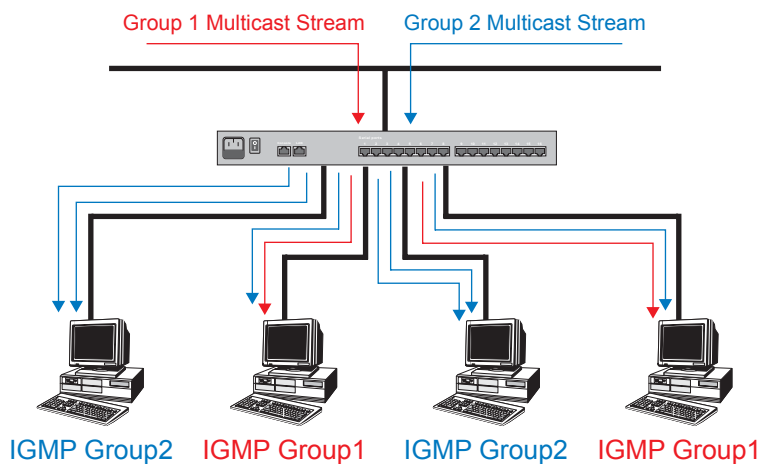 Group 1 Multicast Stream
Group 2 Multicast Stream
IGMP Group2
IGMP Group1
IGMP Group2
IGMP Group1